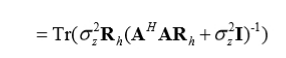 = Tr(σ_z^2 R_h (A^H A R_h + σ_z^2 I)^{-1})